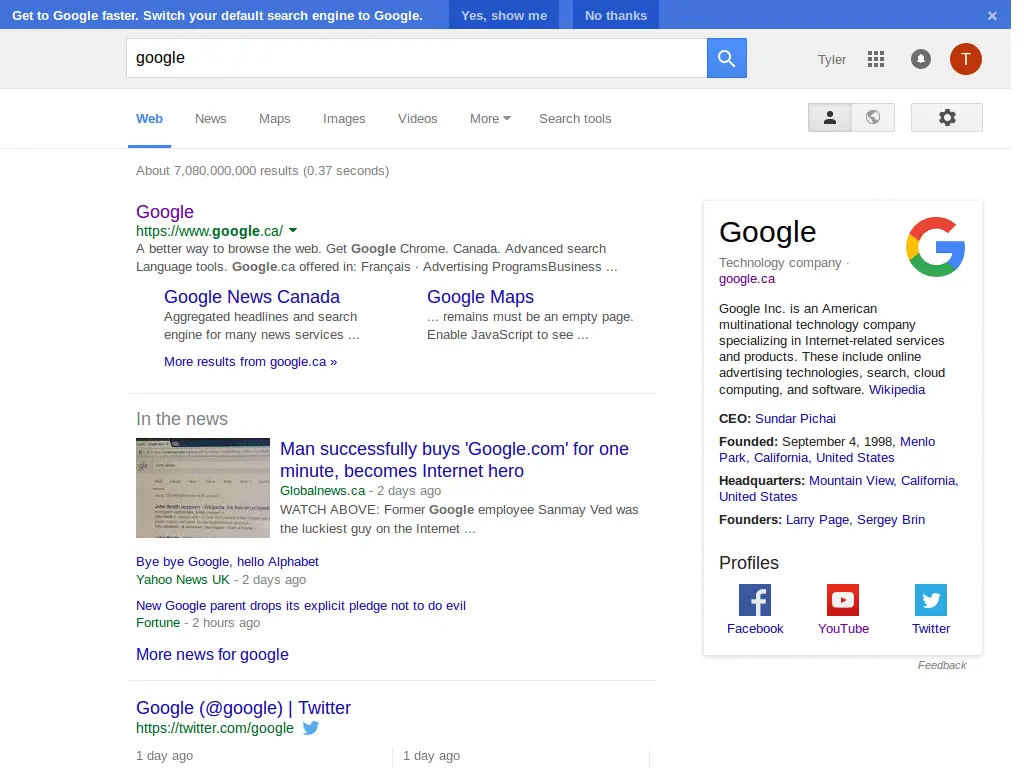 Get to Google faster. Switch your default search engine to Google. Yes, show me No thanks ×
google
Tyler
T
Web News Maps Images Videos More Search tools
About 7,080,000,000 results (0.37 seconds)
Google
https://www.google.ca/
A better way to browse the web. Get Google Chrome. Canada. Advanced search
Language tools. Google.ca offered in: Français · Advertising ProgramsBusiness ...
Google News Canada
Aggregated headlines and search
engine for many news services ...
Google Maps
... remains must be an empty page.
Enable JavaScript to see ...
More results from google.ca »
In the news
Man successfully buys 'Google.com' for one
minute, becomes Internet hero
Globalnews.ca - 2 days ago
WATCH ABOVE: Former Google employee Sanmay Ved was
the luckiest guy on the Internet ...
Bye bye Google, hello Alphabet
Yahoo News UK - 2 days ago
New Google parent drops its explicit pledge not to do evil
Fortune - 2 hours ago
More news for google
Google (@google) | Twitter
https://twitter.com/google
1 day ago
1 day ago
Google
Technology company ·
google.ca
Google Inc. is an American
multinational technology company
specializing in Internet-related services
and products. These include online
advertising technologies, search, cloud
computing, and software. Wikipedia
CEO: Sundar Pichai
Founded: September 4, 1998, Menlo
Park, California, United States
Headquarters: Mountain View, California,
United States
Founders: Larry Page, Sergey Brin
Profiles
Facebook YouTube Twitter
Feedback